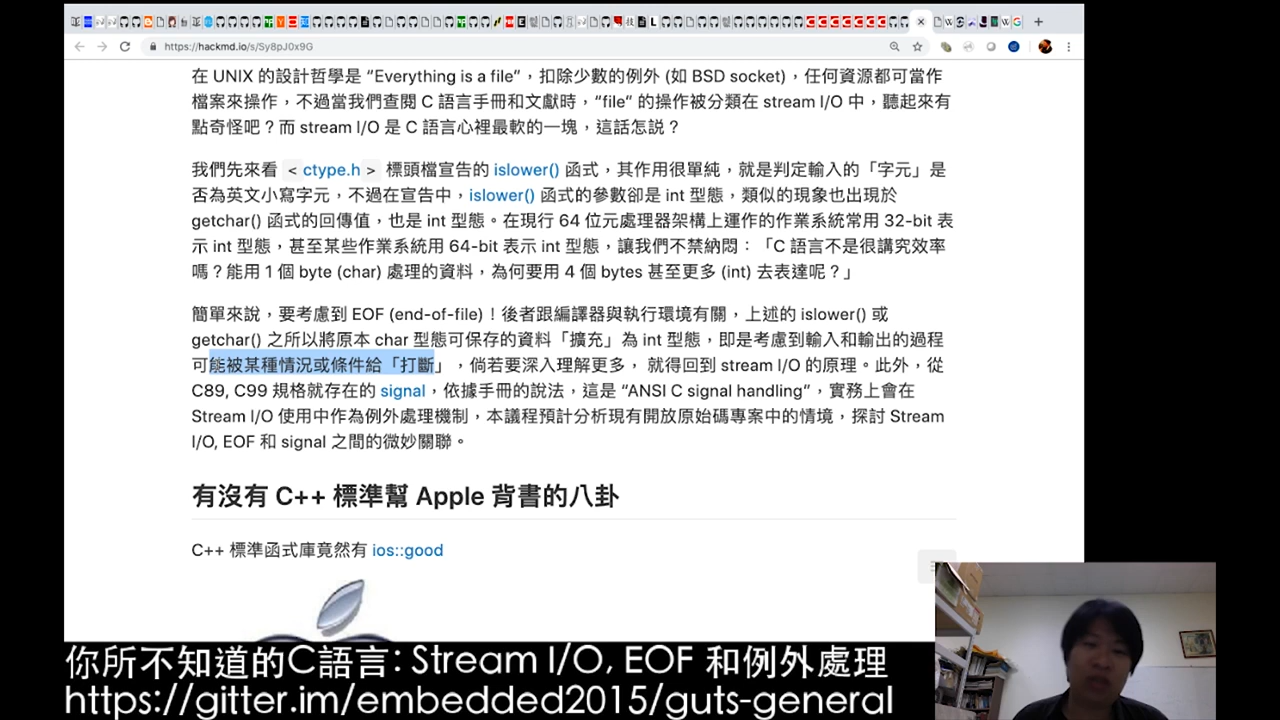 https://hackmd.io/s/Sy8pJ0x9G
在 UNIX 的設計哲學是 “Everything is a file”，扣除少數的例外 (如 BSD socket)，任何資源都可當作
檔案來操作，不過當我們查閱 C 語言手冊和文獻時，“file” 的操作被分類在 stream I/O 中，聽起來有
點奇怪吧？而 stream I/O 是 C 語言心裡最軟的一塊，這話怎説？
我們先來看 < ctype.h > 標頭檔宣告的 islower() 函式，其作用很單純，就是判定輸入的「字元」是
否為英文小寫字元，不過在宣告中，islower() 函式的參數卻是 int 型態，類似的現象也出現於
getchar() 函式的回傳值，也是 int 型態。在現行 64 位元處理器架構上運作的作業系統常用 32-bit 表
示 int 型態，甚至某些作業系統用 64-bit 表示 int 型態，讓我們不禁納悶：「C 語言不是很講究效率
嗎？能用 1 個 byte (char) 處理的資料，為何要用 4 個 bytes 甚至更多 (int) 去表達呢？」
簡單來說，要考慮到 EOF (end-of-file)！後者跟編譯器與執行環境有關，上述的 islower() 或
getchar() 之所以將原本 char 型態可保存的資料「擴充」為 int 型態，即是考慮到輸入和輸出的過程
可能被某種情況或條件給「打斷」，倘若要深入理解更多， 就得回到 stream I/O 的原理。此外，從
C89, C99 規格就存在的 signal，依據手冊的說法，這是 “ANSI C signal handling”，實務上會在
Stream I/O 使用中作為例外處理機制，本議程預計分析現有開放原始碼專案中的情境，探討 Stream
I/O, EOF 和 signal 之間的微妙關聯。
有沒有 C++ 標準幫 Apple 背書的八卦
C++ 標準函式庫竟然有 ios::good
你所不知道的C語言: Stream I/O, EOF 和例外處理
https://gitter.im/embedded2015/guts-general